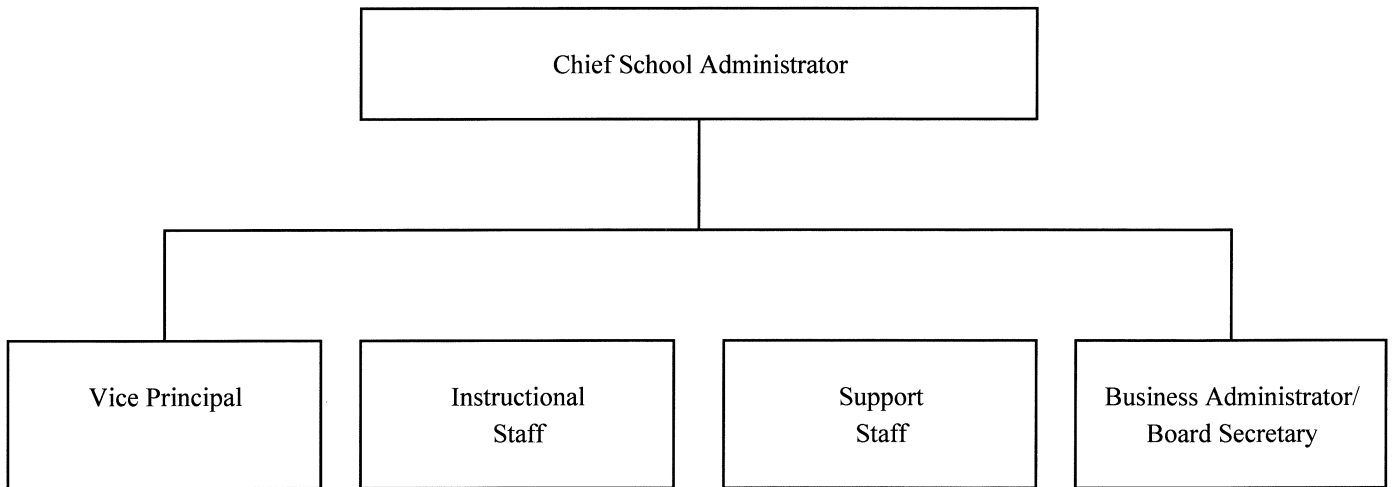 Chief School Administrator
Vice Principal
Instructional
Staff
Support
Staff
Business Administrator/
Board Secretary